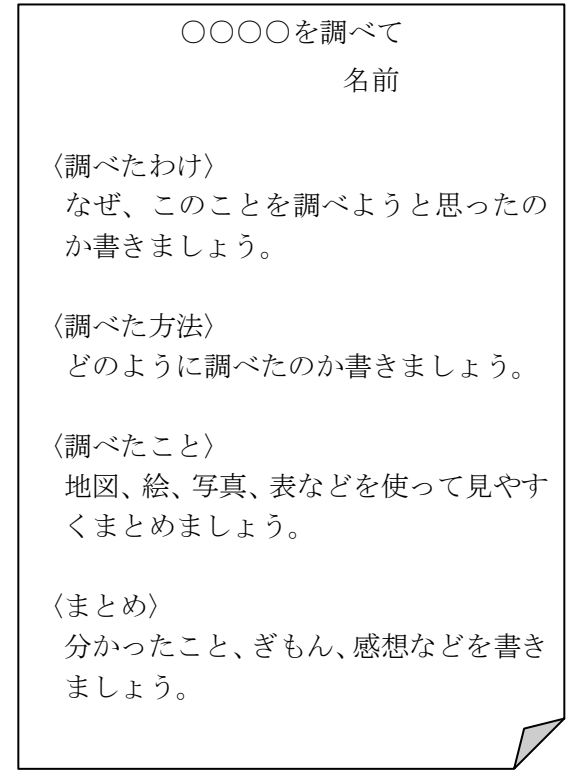 ○○○○を調べて
名前
〈調べたわけ〉
なぜ、このことを調べようと思ったの
か書きましょう。
〈調べた方法〉
どのように調べたのか書きましょう。
〈調べたこと〉
地図、絵、写真、表などを使って見やす
くまとめましょう。
〈まとめ〉
分かったこと、ぎもん、感想などを書き
ましょう。